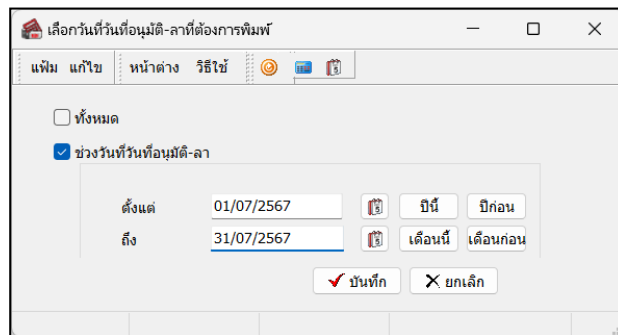 เลือกวันที่วันที่อนุมัติ-ลาที่ต้องการพิมพ์
แฟ้ม แก้ไข หน้าต่าง วิธีใช้
ทั้งหมด
ช่วงวันที่วันที่อนุมัติ-ลา
ตั้งแต่ 01/07/2567 ปีนี้ ปีก่อน
ถึง 31/07/2567 เดือนนี้ เดือนก่อน
บันทึก ยกเลิก